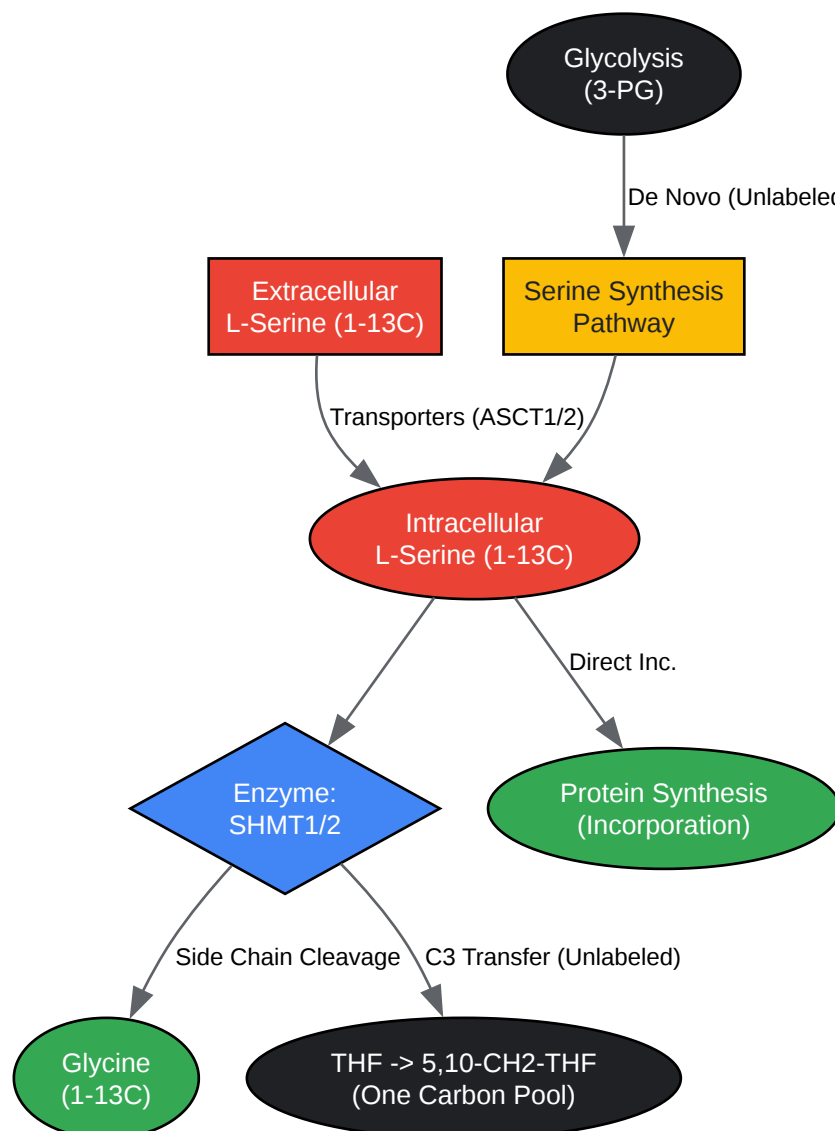 Glycolysis
(3-PG)
De Novo (Unlabeled
Extracellular
L-Serine (1-13C)
Serine Synthesis
Pathway
Transporters (ASCT1/2)
Intracellular
L-Serine (1-13C)
Direct Inc.
Enzyme:
SHMT1/2
Protein Synthesis
(Incorporation)
Side Chain Cleavage
C3 Transfer (Unlabeled)
Glycine
(1-13C)
THF -> 5,10-CH2-THF
(One Carbon Pool)